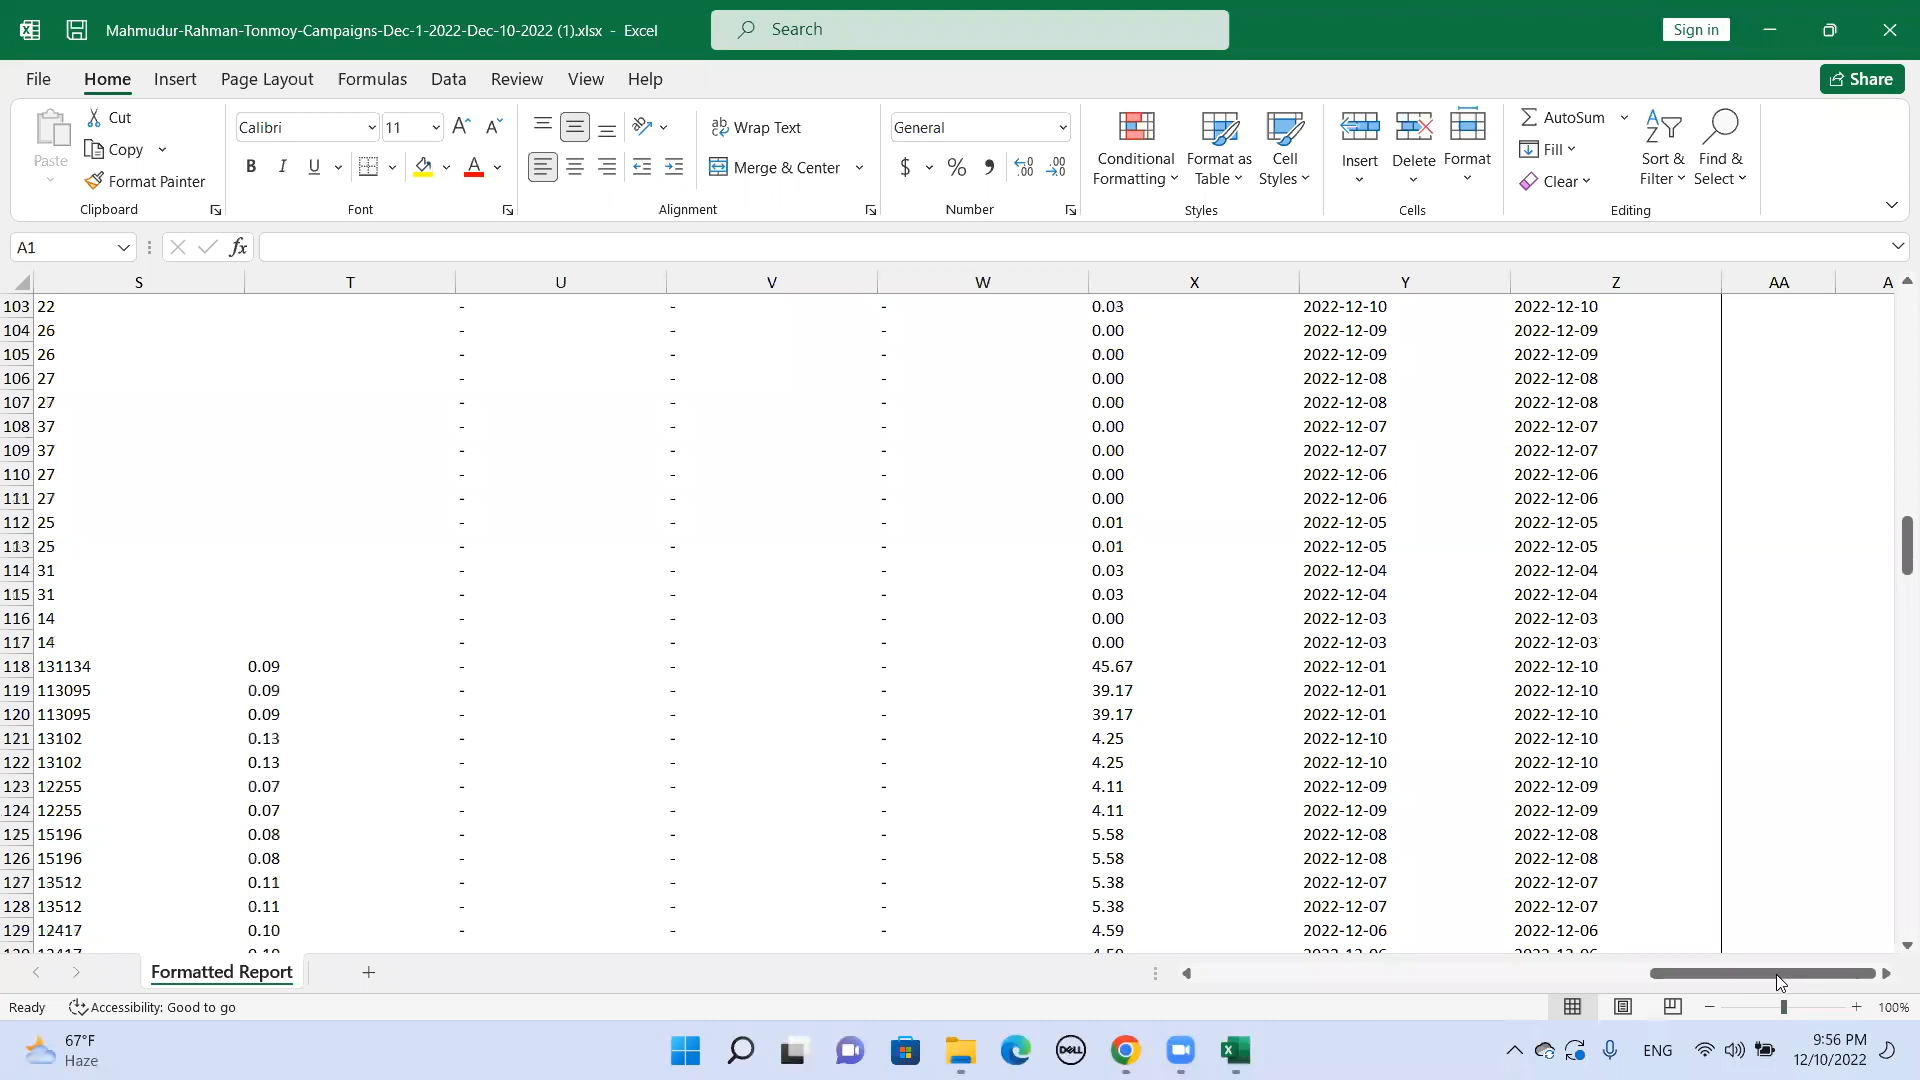 Mahmudur-Rahman-Tonmoy-Campaigns-Dec-1-2022-Dec-10-2022 (1).xlsx - Excel
Search
Sign in
File Home Insert Page Layout Formulas Data Review View Help
Share
Paste
Cut
Copy
Format Painter
Clipboard
Calibri 11
B I U
Font
Wrap Text
Merge & Center
Alignment
General
$ %
Number
Conditional Formatting
Format as Table
Cell Styles
Styles
Insert Delete Format
Cells
AutoSum
Fill
Clear
Sort & Filter
Find & Select
Editing
A1 fx
S T U V W X Y Z AA A
103 22 - - - 0.03 2022-12-10 2022-12-10
104 26 - - - 0.00 2022-12-09 2022-12-09
105 26 - - - 0.00 2022-12-09 2022-12-09
106 27 - - - 0.00 2022-12-08 2022-12-08
107 27 - - - 0.00 2022-12-08 2022-12-08
108 37 - - - 0.00 2022-12-07 2022-12-07
109 37 - - - 0.00 2022-12-07 2022-12-07
110 27 - - - 0.00 2022-12-06 2022-12-06
111 27 - - - 0.00 2022-12-06 2022-12-06
112 25 - - - 0.01 2022-12-05 2022-12-05
113 25 - - - 0.01 2022-12-05 2022-12-05
114 31 - - - 0.03 2022-12-04 2022-12-04
115 31 - - - 0.03 2022-12-04 2022-12-04
116 14 - - - 0.00 2022-12-03 2022-12-03
117 14 - - - 0.00 2022-12-03 2022-12-03
118 131134 0.09 - - - 45.67 2022-12-01 2022-12-10
119 113095 0.09 - - - 39.17 2022-12-01 2022-12-10
120 113095 0.09 - - - 39.17 2022-12-01 2022-12-10
121 13102 0.13 - - - 4.25 2022-12-10 2022-12-10
122 13102 0.13 - - - 4.25 2022-12-10 2022-12-10
123 12255 0.07 - - - 4.11 2022-12-09 2022-12-09
124 12255 0.07 - - - 4.11 2022-12-09 2022-12-09
125 15196 0.08 - - - 5.58 2022-12-08 2022-12-08
126 15196 0.08 - - - 5.58 2022-12-08 2022-12-08
127 13512 0.11 - - - 5.38 2022-12-07 2022-12-07
128 13512 0.11 - - - 5.38 2022-12-07 2022-12-07
129 12417 0.10 - - - 4.59 2022-12-06 2022-12-06
Formatted Report
Ready Accessibility: Good to go 100%
67°F
Haze
DELL
ENG
9:56 PM
12/10/2022